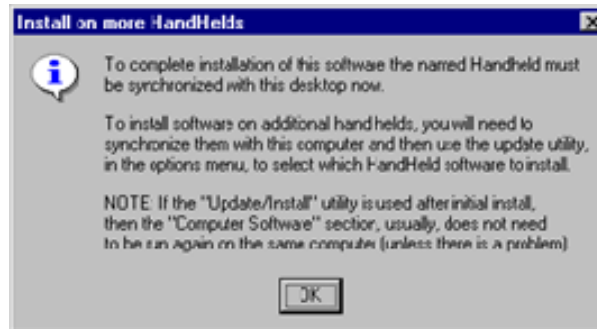 Install on more HandHelds
To complete installation of this software the named Handheld must
be synchronized with this desktop now.
To install software on additional handhelds, you will need to
synchronize them with this computer and then use the update utility,
in the options menu, to select which HandHeld software to install.
NOTE: If the "Update/Install" utility is used after initial install,
then the "Computer Software" section, usually, does not need
to be run again on the same computer (unless there is a problem)
OK